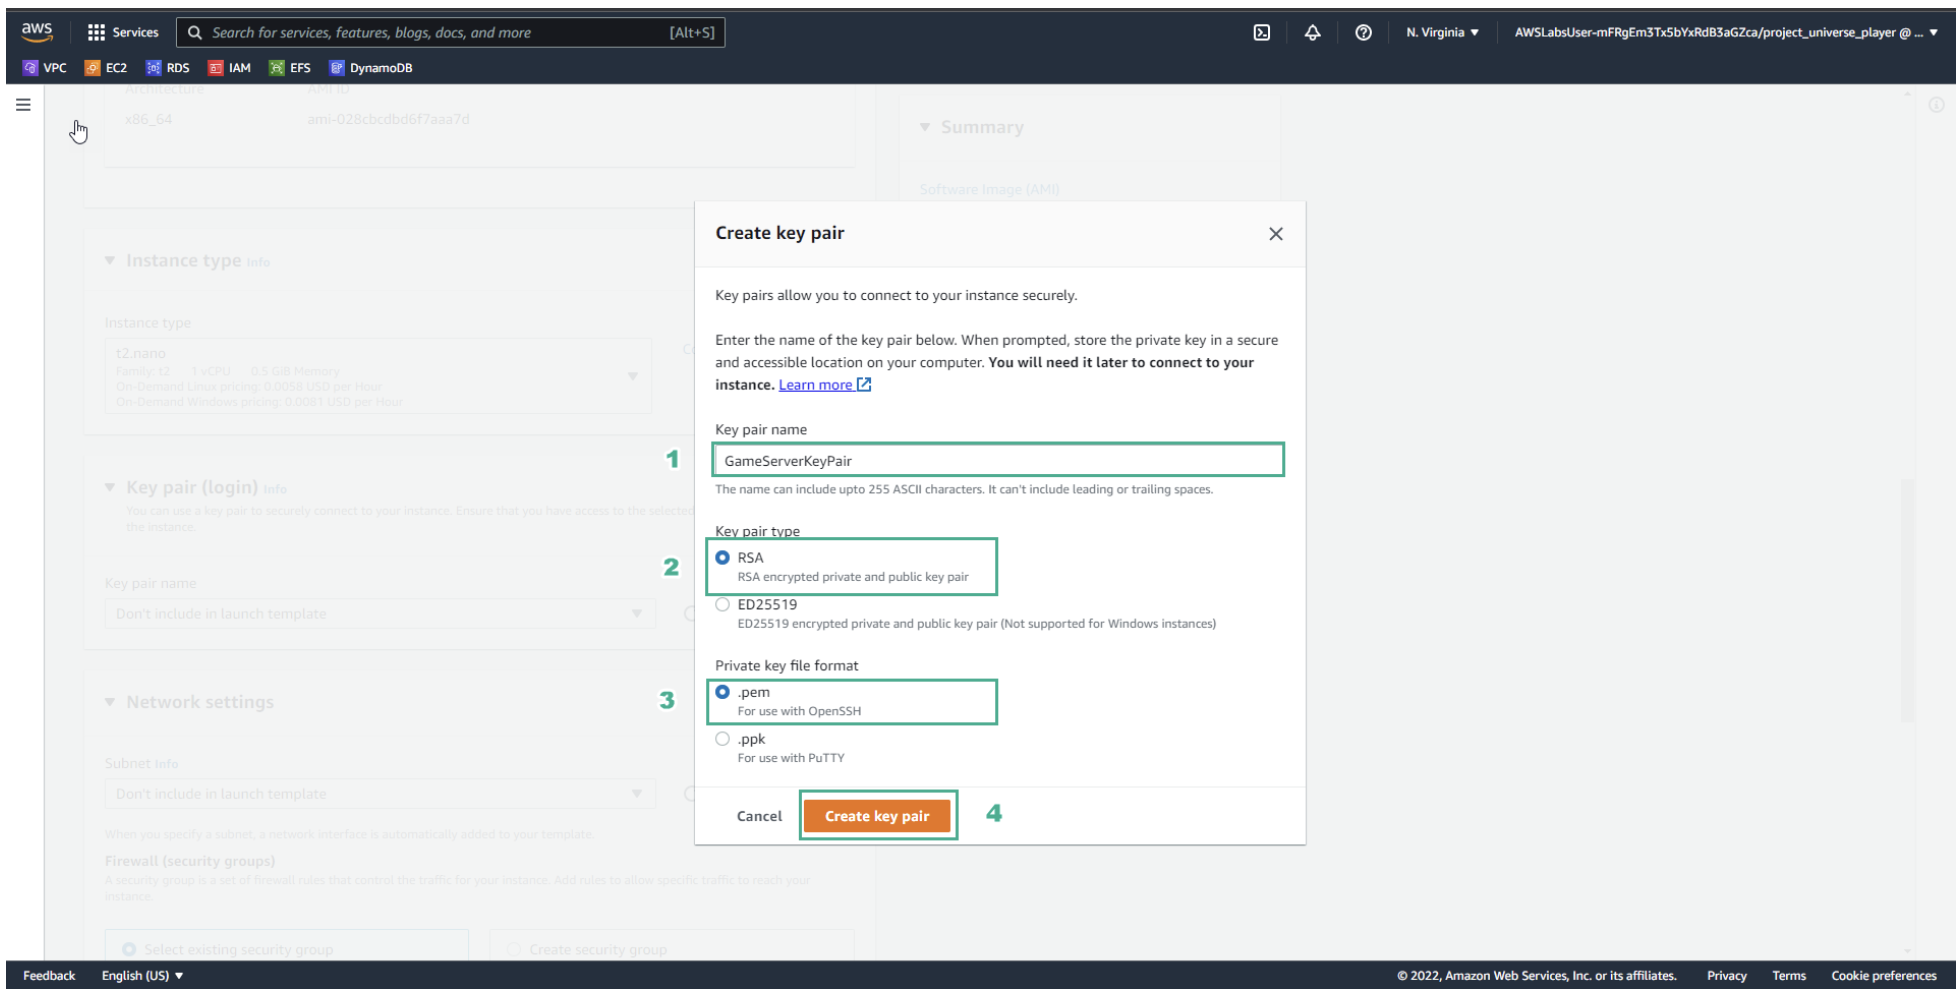 aws
Services
Search for services, features, blogs, docs, and more [Alt+S]
N. Virginia ▼
AWSLabsUser-mFRgEm3Tx5bYxRdB3aGZca/project_universe_player @ ... ▼
VPC EC2 RDS IAM EFS DynamoDB
Architecture AMI ID
x86_64 ami-028cbcdbd6f7aaa7d
Summary
Software Image (AMI)
Instance type Info
Instance type
t2.nano
Family: t2 1 vCPU 0.5 GiB Memory
On-Demand Linux pricing: 0.0058 USD per Hour
On-Demand Windows pricing: 0.0081 USD per Hour
Key pair (login) Info
You can use a key pair to securely connect to your instance. Ensure that you have access to the selected
the instance.
Key pair name
Don't include in launch template
Network settings
Subnet Info
Don't include in launch template
When you specify a subnet, a network interface is automatically added to your template.
Firewall (security groups)
A security group is a set of firewall rules that control the traffic for your instance. Add rules to allow specific traffic to reach your
instance.
Select existing security group
Create security group
Create key pair
Key pairs allow you to connect to your instance securely.
Enter the name of the key pair below. When prompted, store the private key in a secure
and accessible location on your computer. You will need it later to connect to your
instance. Learn more
Key pair name
1
GameServerKeyPair
The name can include upto 255 ASCII characters. It can't include leading or trailing spaces.
Key pair type
2
RSA
RSA encrypted private and public key pair
ED25519
ED25519 encrypted private and public key pair (Not supported for Windows instances)
Private key file format
3
.pem
For use with OpenSSH
.ppk
For use with PuTTY
Cancel
Create key pair
4
Feedback
English (US) ▼
© 2022, Amazon Web Services, Inc. or its affiliates.
Privacy
Terms
Cookie preferences